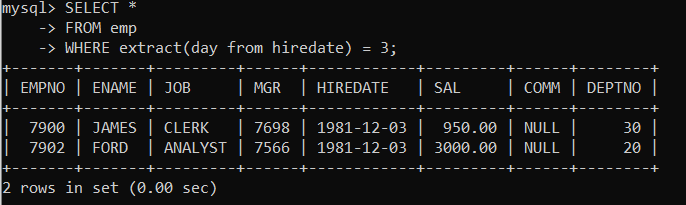 mysql> SELECT *
    -> FROM emp
    -> WHERE extract(day from hiredate) = 3;
+-------+-------+---------+------+------------+---------+------+--------+
| EMPNO | ENAME | JOB     | MGR  | HIREDATE   | SAL     | COMM | DEPTNO |
+-------+-------+---------+------+------------+---------+------+--------+
|  7900 | JAMES | CLERK   | 7698 | 1981-12-03 |  950.00 | NULL |     30 |
|  7902 | FORD  | ANALYST | 7566 | 1981-12-03 | 3000.00 | NULL |     20 |
+-------+-------+---------+------+------------+---------+------+--------+
2 rows in set (0.00 sec)